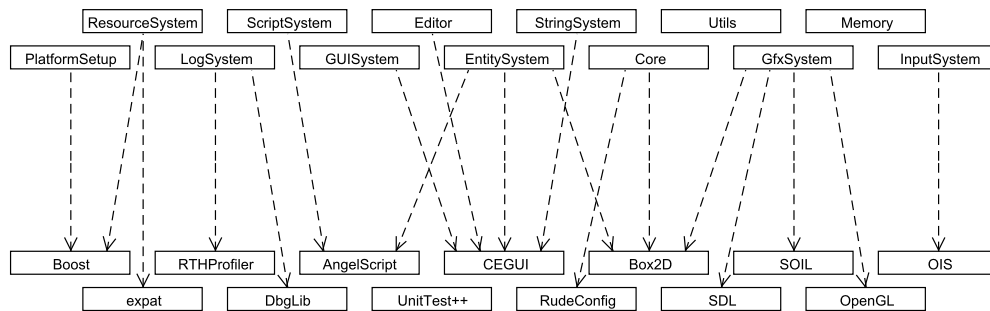 ResourceSystem ScriptSystem Editor StringSystem Utils Memory
PlatformSetup LogSystem GUISystem EntitySystem Core GfxSystem InputSystem
Boost RTHProfiler AngelScript CEGUI Box2D SOIL OIS
expat DbgLib UnitTest++ RudeConfig SDL OpenGL